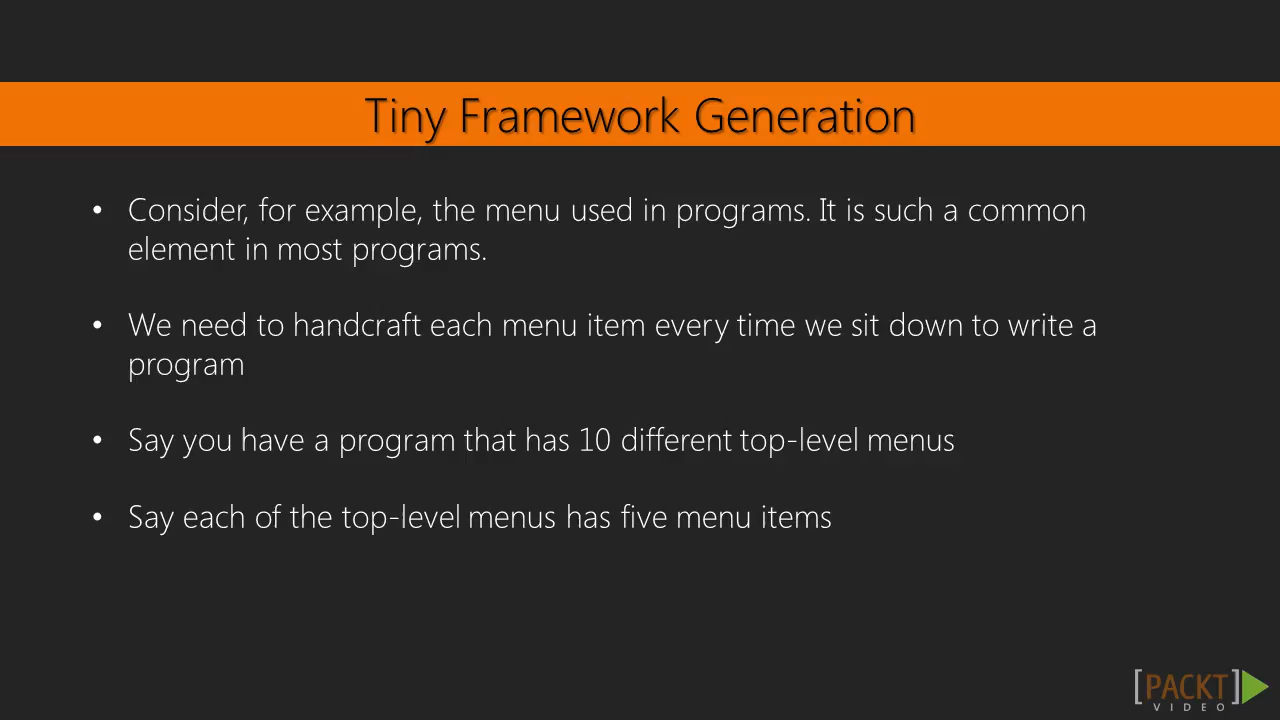 Tiny Framework Generation
• Consider, for example, the menu used in programs. It is such a common
element in most programs.
• We need to handcraft each menu item every time we sit down to write a
program
• Say you have a program that has 10 different top-level menus
• Say each of the top-level menus has five menu items
[PACKT]
VIDEO